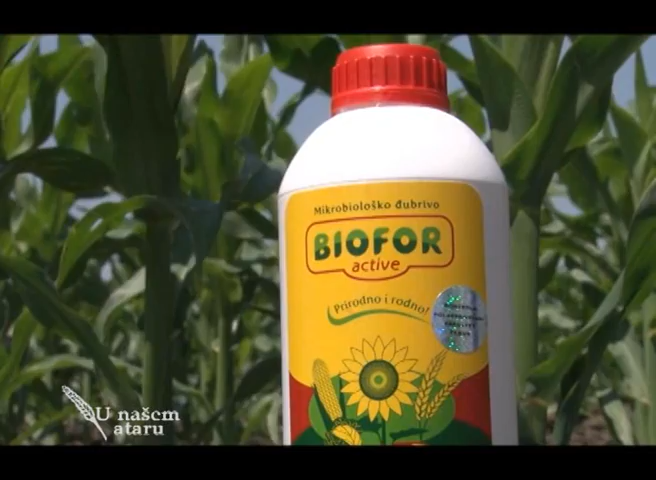 Mikrobiološko đubrivo
BIOFOR
active
Prirodno i rodno!
U našem
ataru